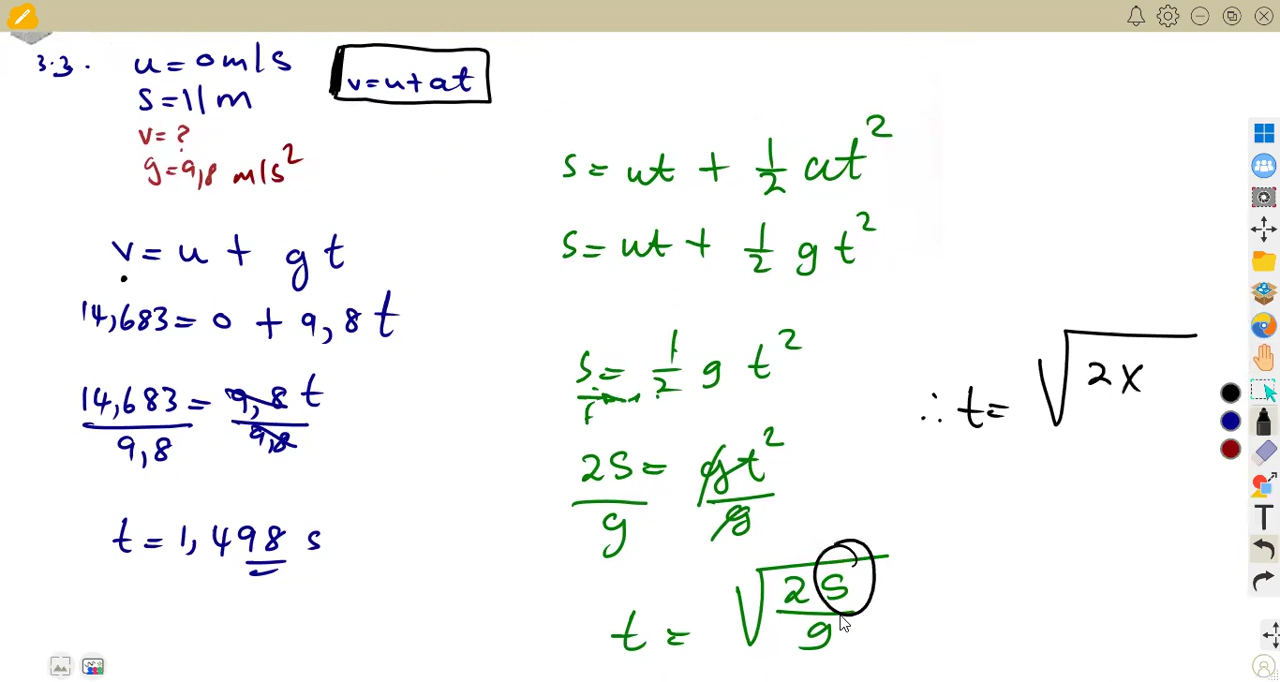 3.3. u = 0 m/s
v = u + at
s = 11 m
v = ?
g = 9,8 m/s²
v = u + gt
14,683 = 0 + 9,8 t
14,683 / 9,8 = 9,8 t / 9,8
t = 1,498 s
s = ut + 1/2 at²
s = ut + 1/2 g t²
s = 1/2 g t²
2s / g = gt² / g
t = √(2s / g)
∴ t = √(2x
T